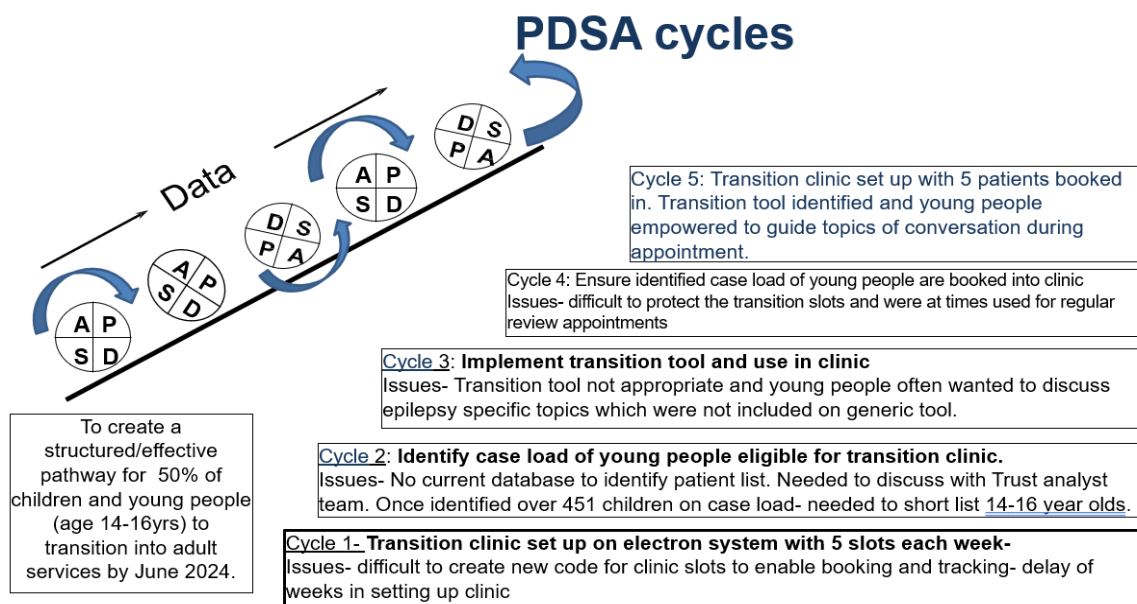 PDSA cycles
Data
A P
S D
A P
S D
D S
P A
A P
S D
D S
P A
To create a
structured/effective
pathway for 50% of
children and young people
(age 14-16yrs) to
transition into adult
services by June 2024.
Cycle 5: Transition clinic set up with 5 patients booked
in. Transition tool identified and young people
empowered to guide topics of conversation during
appointment.
Cycle 4: Ensure identified case load of young people are booked into clinic
Issues- difficult to protect the transition slots and were at times used for regular
review appointments
Cycle 3: Implement transition tool and use in clinic
Issues- Transition tool not appropriate and young people often wanted to discuss
epilepsy specific topics which were not included on generic tool.
Cycle 2: Identify case load of young people eligible for transition clinic.
Issues- No current database to identify patient list. Needed to discuss with Trust analyst
team. Once identified over 451 children on case load- needed to short list 14-16 year olds.
Cycle 1- Transition clinic set up on electron system with 5 slots each week-
Issues- difficult to create new code for clinic slots to enable booking and tracking- delay of
weeks in setting up clinic